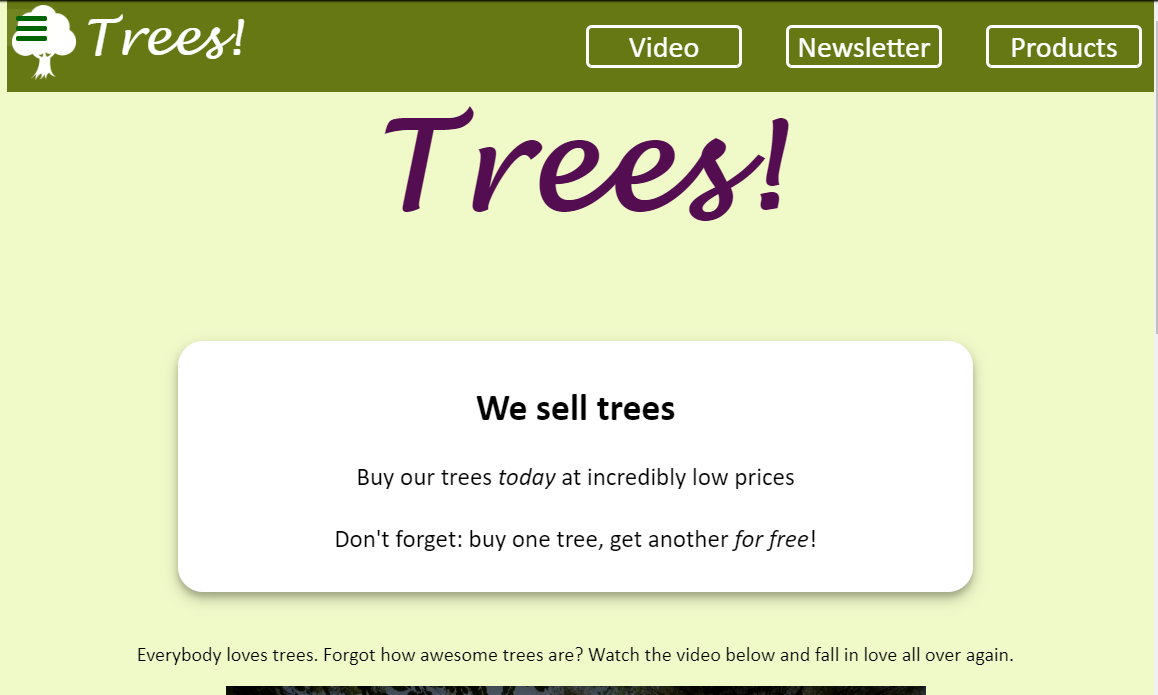 Trees!
Video
Newsletter
Products
Trees!
We sell trees
Buy our trees today at incredibly low prices
Don't forget: buy one tree, get another for free!
Everybody loves trees. Forgot how awesome trees are? Watch the video below and fall in love all over again.